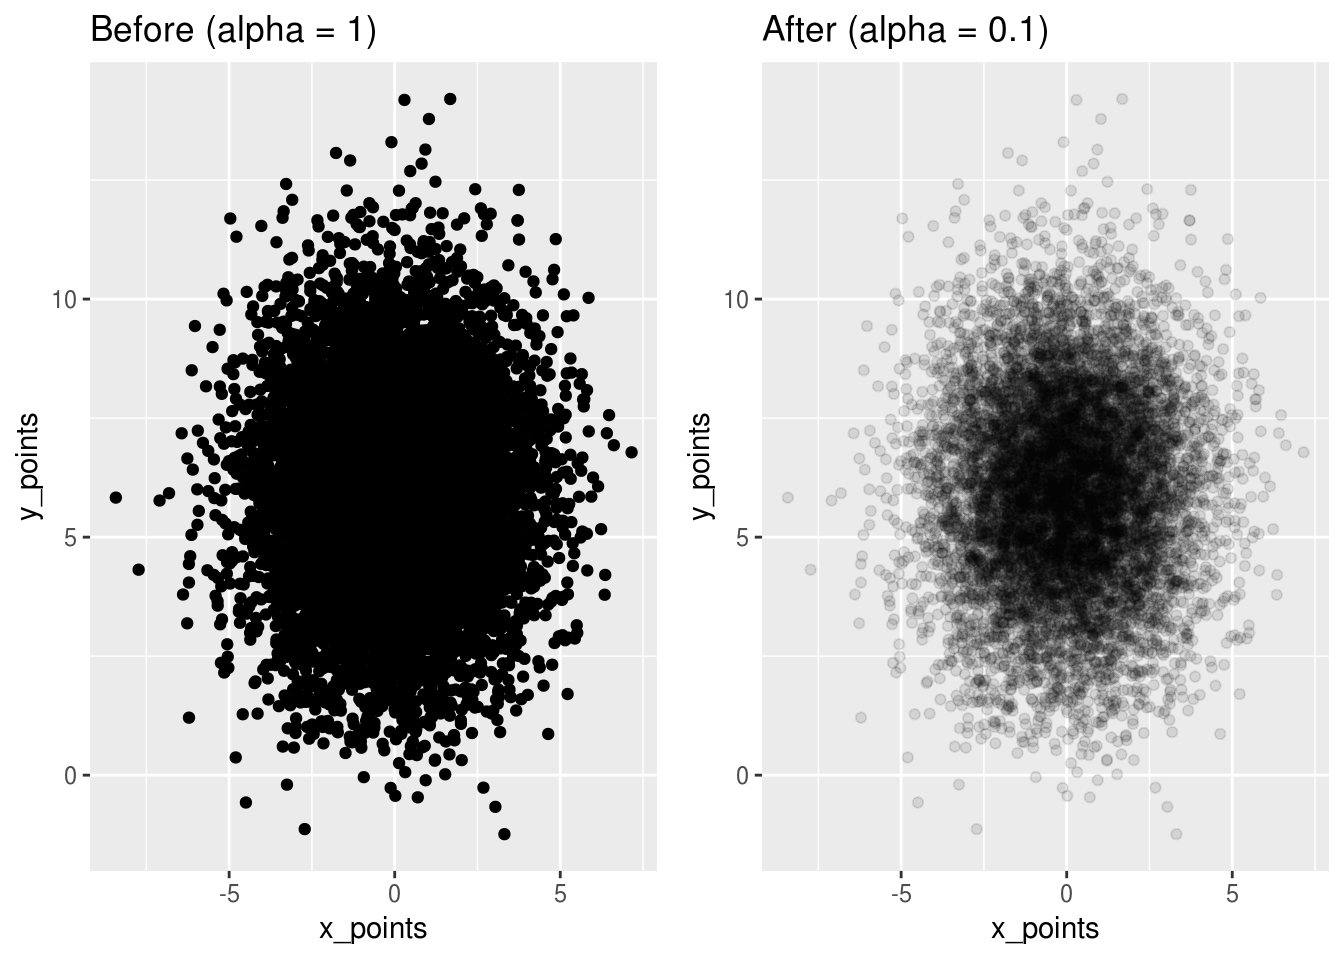 Before (alpha = 1)
y_points
10
5
0
-5
0
5
x_points
After (alpha = 0.1)
y_points
10
5
0
-5
0
5
x_points